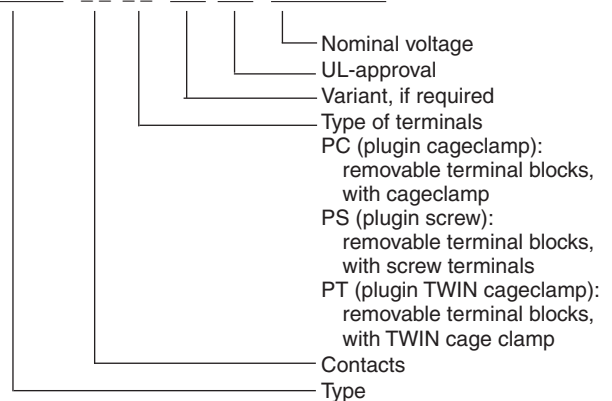 Nominal voltage
UL-approval
Variant, if required
Type of terminals
PC (plugin cageclamp):
removable terminal blocks,
with cageclamp
PS (plugin screw):
removable terminal blocks,
with screw terminals
PT (plugin TWIN cageclamp):
removable terminal blocks,
with TWIN cage clamp
Contacts
Type